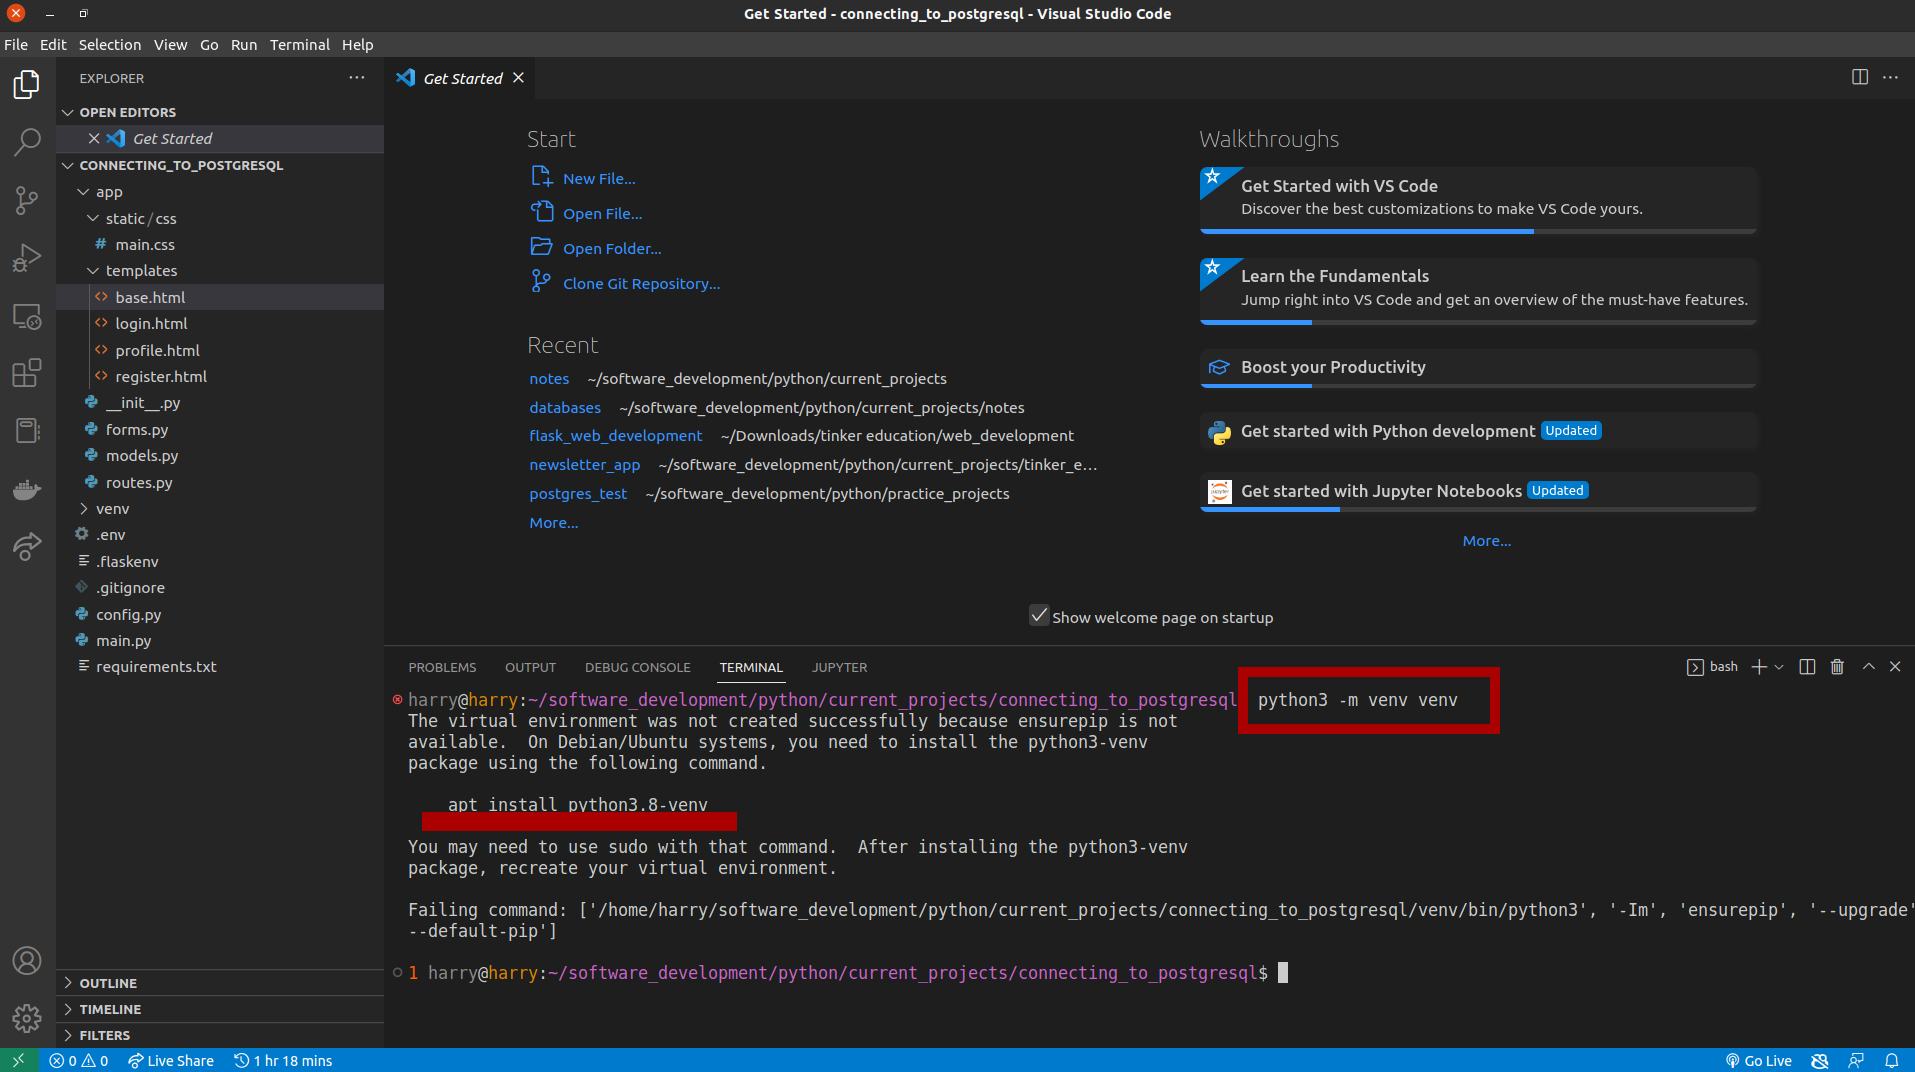 Get Started - connecting_to_postgresql - Visual Studio Code
File Edit Selection View Go Run Terminal Help
EXPLORER
OPEN EDITORS
Get Started
CONNECTING_TO_POSTGRESQL
app
static/css
# main.css
templates
<> base.html
<> login.html
<> profile.html
<> register.html
__init__.py
forms.py
models.py
routes.py
venv
.env
.flaskenv
.gitignore
config.py
main.py
requirements.txt
OUTLINE
TIMELINE
FILTERS
Get Started
Start
New File...
Open File...
Open Folder...
Clone Git Repository...
Recent
notes ~/software_development/python/current_projects
databases ~/software_development/python/current_projects/notes
flask_web_development ~/Downloads/tinker education/web_development
newsletter_app ~/software_development/python/current_projects/tinker_e...
postgres_test ~/software_development/python/practice_projects
More...
Walkthroughs
Get Started with VS Code
Discover the best customizations to make VS Code yours.
Learn the Fundamentals
Jump right into VS Code and get an overview of the must-have features.
Boost your Productivity
Get started with Python development Updated
Get started with Jupyter Notebooks Updated
More...
Show welcome page on startup
PROBLEMS OUTPUT DEBUG CONSOLE TERMINAL JUPYTER
bash
harry@harry:~/software_development/python/current_projects/connecting_to_postgresql python3 -m venv venv
The virtual environment was not created successfully because ensurepip is not
available.  On Debian/Ubuntu systems, you need to install the python3-venv
package using the following command.
apt install python3.8-venv
You may need to use sudo with that command.  After installing the python3-venv
package, recreate your virtual environment.
Failing command: ['/home/harry/software_development/python/current_projects/connecting_to_postgresql/venv/bin/python3', '-Im', 'ensurepip', '--upgrade'
--default-pip']
1 harry@harry:~/software_development/python/current_projects/connecting_to_postgresql$
0 0 Live Share 1 hr 18 mins Go Live